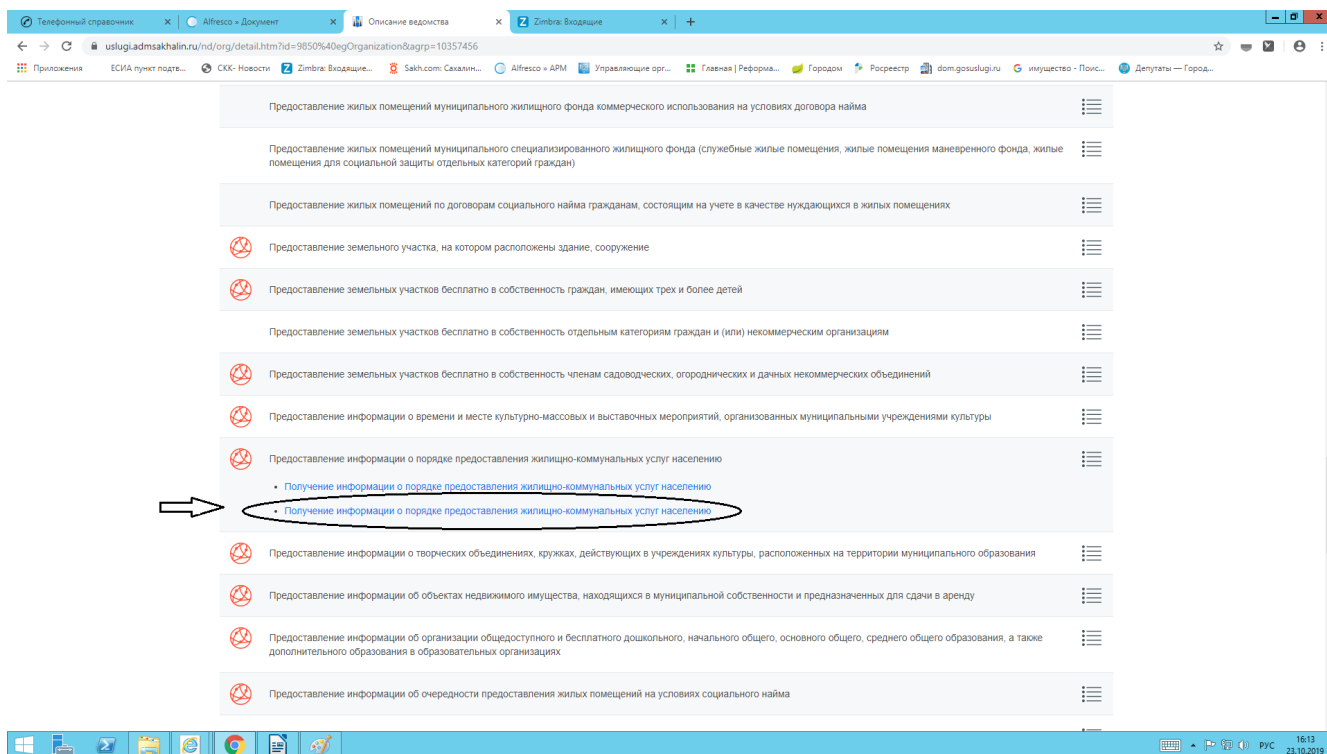 Телефонный справочник
Alfresco » Документ
Описание ведомства
Zimbra: Входящие
uslugi.admsakhalin.ru/nd/org/detail.htm?id=9850%40egOrganization&agrp=10357456
Приложения ЕСИА пункт подтв... СКК- Новости Zimbra: Входящие... Sakh.com: Сахалин... Alfresco » АРМ Управляющие орг... Главная | Реформа... Городом Росреестр dom.gosuslugi.ru имущество - Поис... Депутаты — Город...
Предоставление жилых помещений муниципального жилищного фонда коммерческого использования на условиях договора найма
Предоставление жилых помещений муниципального специализированного жилищного фонда (служебные жилые помещения, жилые помещения маневренного фонда, жилые
помещения для социальной защиты отдельных категорий граждан)
Предоставление жилых помещений по договорам социального найма гражданам, состоящим на учете в качестве нуждающихся в жилых помещениях
Предоставление земельного участка, на котором расположены здание, сооружение
Предоставление земельных участков бесплатно в собственность граждан, имеющих трех и более детей
Предоставление земельных участков бесплатно в собственность отдельным категориям граждан и (или) некоммерческим организациям
Предоставление земельных участков бесплатно в собственность членам садоводческих, огороднических и дачных некоммерческих объединений
Предоставление информации о времени и месте культурно-массовых и выставочных мероприятий, организованных муниципальными учреждениями культуры
Предоставление информации о порядке предоставления жилищно-коммунальных услуг населению
• Получение информации о порядке предоставления жилищно-коммунальных услуг населению
• Получение информации о порядке предоставления жилищно-коммунальных услуг населению
Предоставление информации о творческих объединениях, кружках, действующих в учреждениях культуры, расположенных на территории муниципального образования
Предоставление информации об объектах недвижимого имущества, находящихся в муниципальной собственности и предназначенных для сдачи в аренду
Предоставление информации об организации общедоступного и бесплатного дошкольного, начального общего, основного общего, среднего общего образования, а также
дополнительного образования в образовательных организациях
Предоставление информации об очередности предоставления жилых помещений на условиях социального найма
РУС
16:13
23.10.2019